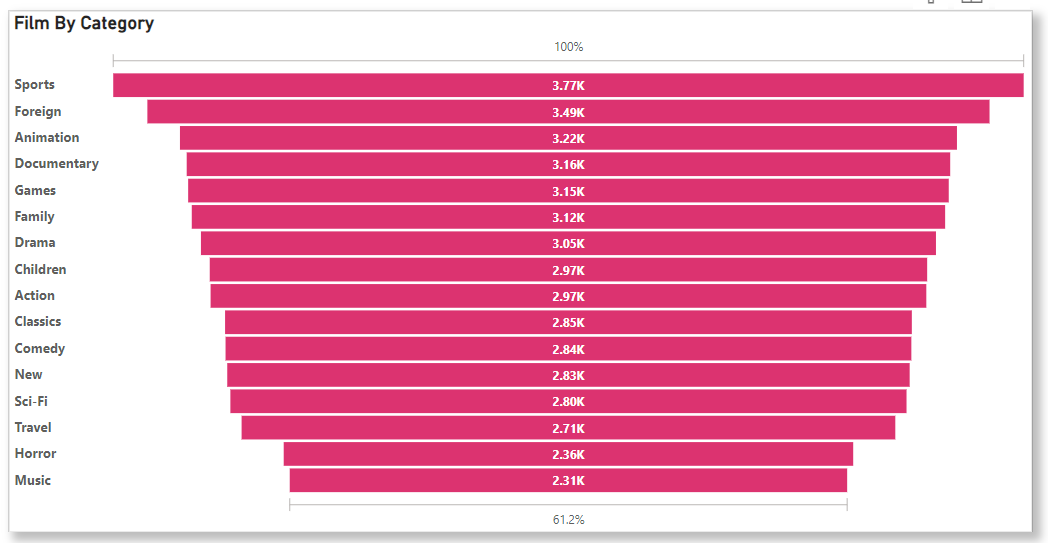 Film By Category
100%
Sports 3.77K
Foreign 3.49K
Animation 3.22K
Documentary 3.16K
Games 3.15K
Family 3.12K
Drama 3.05K
Children 2.97K
Action 2.97K
Classics 2.85K
Comedy 2.84K
New 2.83K
Sci-Fi 2.80K
Travel 2.71K
Horror 2.36K
Music 2.31K
61.2%